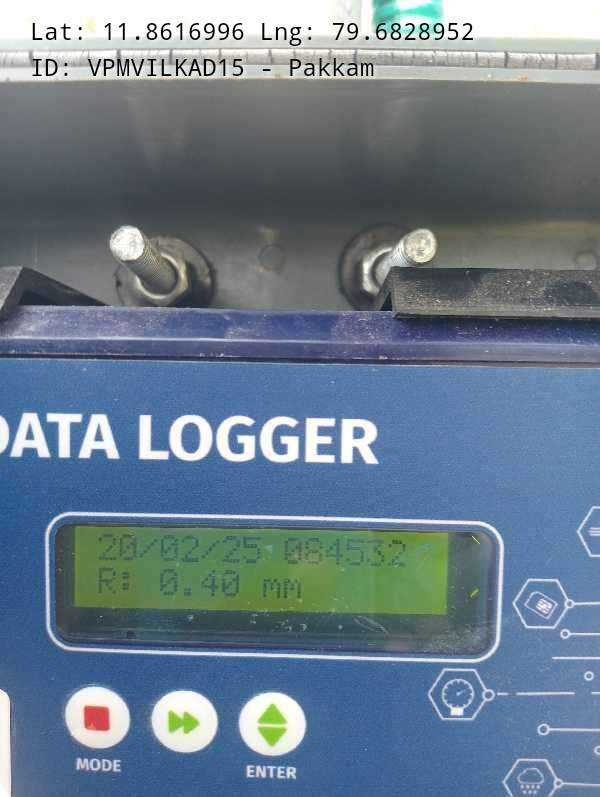 Lat: 11.8616996 Lng: 79.6828952
ID: VPMVILKAD15 - Pakkam
DATA LOGGER
20/02/25 084532
R: 0.40 mm
MODE
ENTER